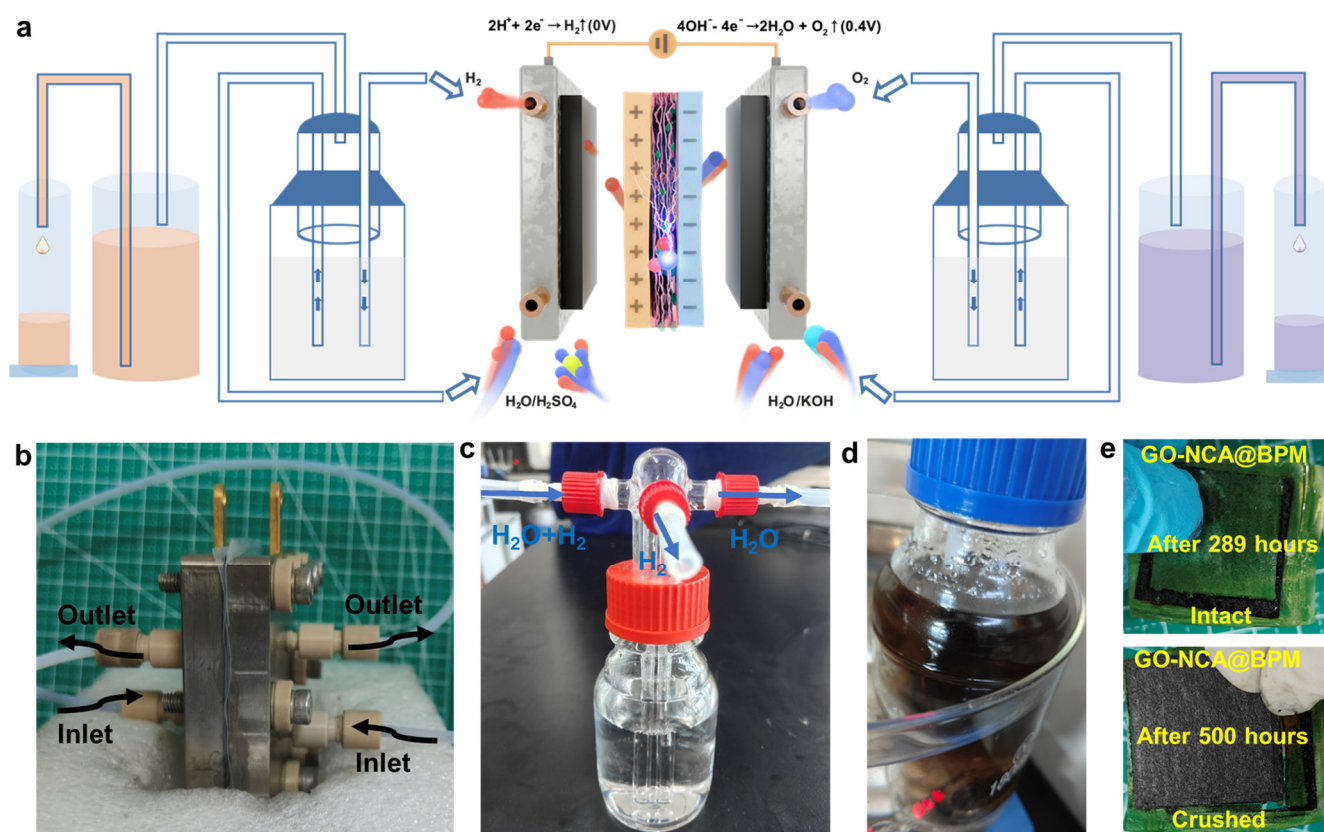 a
2H⁺+ 2e⁻ → H₂↑(0V)
4OH⁻- 4e⁻→2H₂O + O₂↑(0.4V)
H₂
O₂
+ −
+ −
+ −
+ −
+ −
+ −
+ −
+ −
H₂O/H₂SO₄
H₂O/KOH
b
Outlet
Outlet
Inlet
Inlet
c
H₂O+H₂
H₂
H₂O
d
e
GO-NCA@BPM
After 289 hours
Intact
GO-NCA@BPM
After 500 hours
Crushed